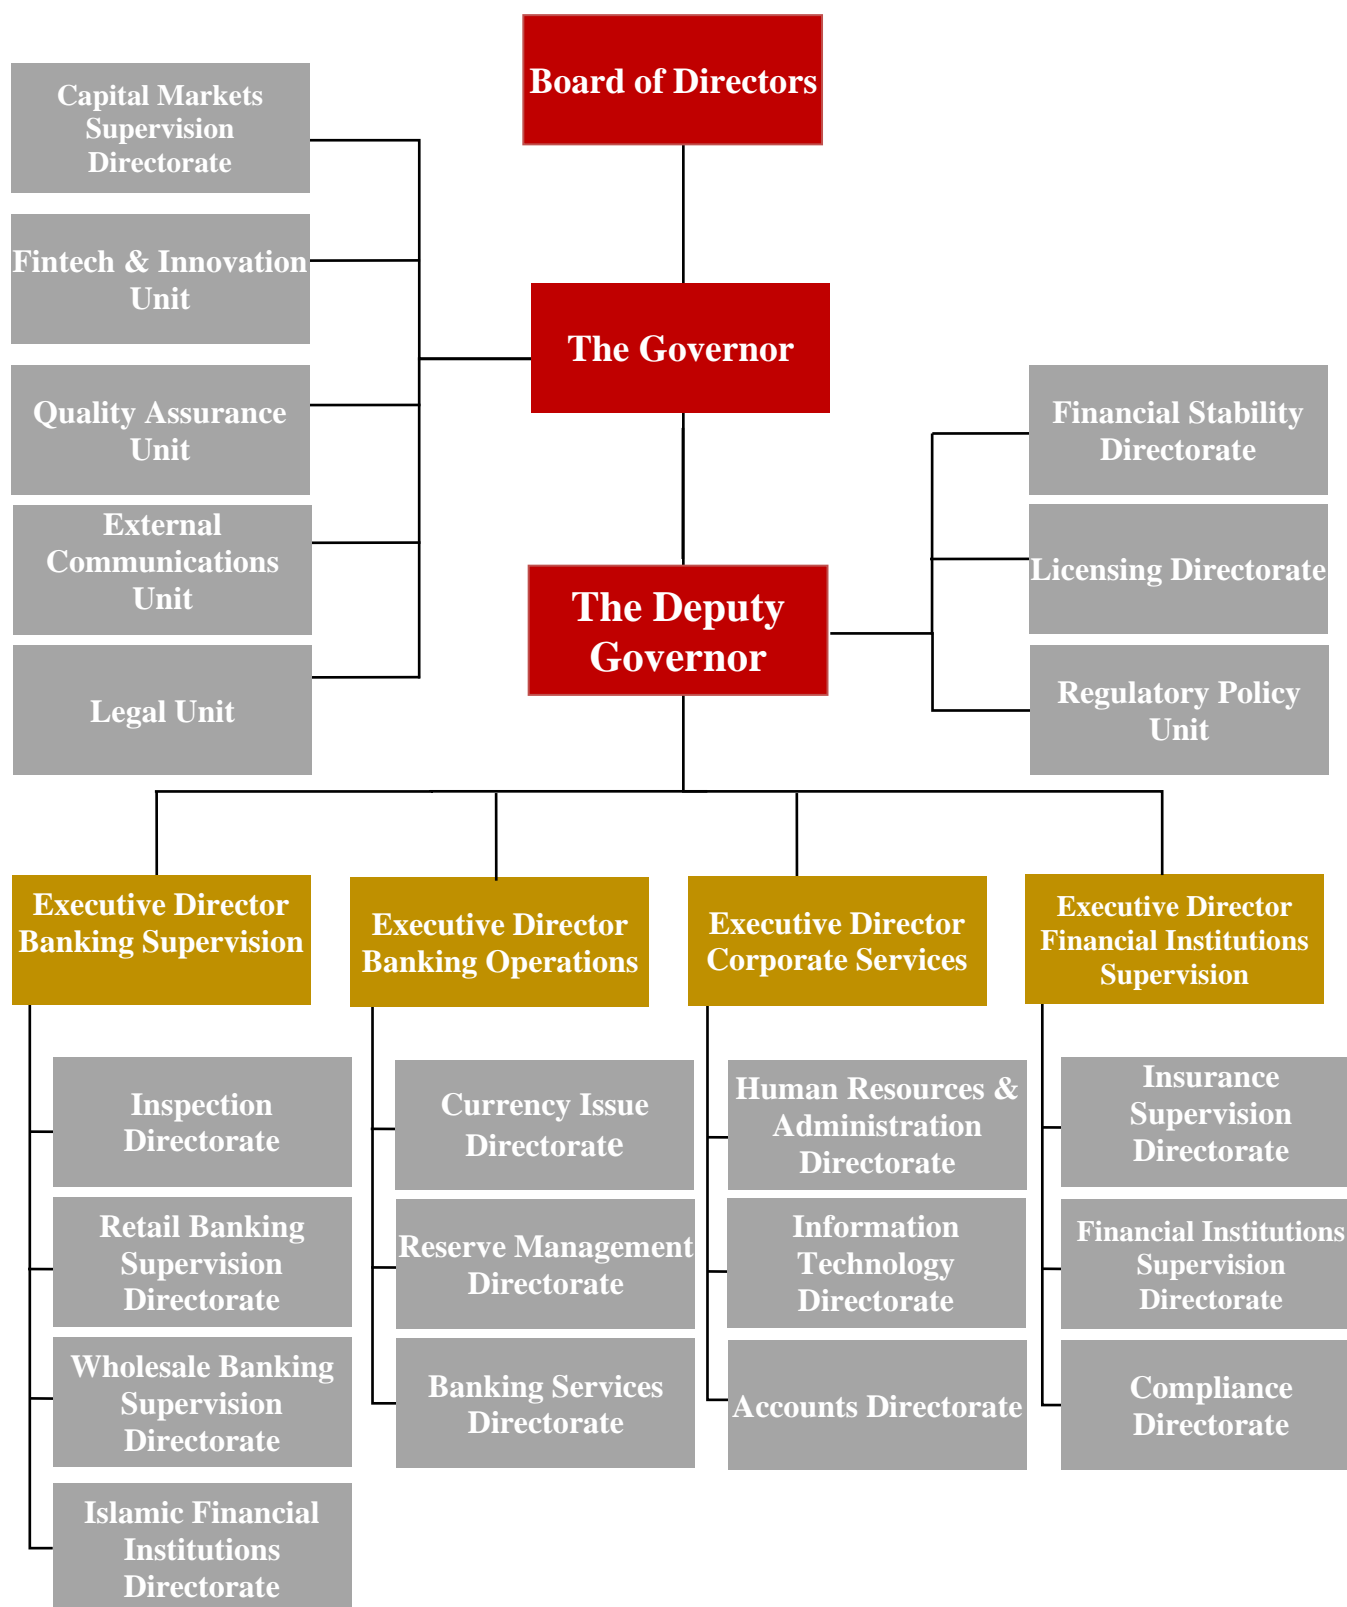 Board of Directors
Capital Markets
Supervision
Directorate
Fintech & Innovation
Unit
The Governor
Quality Assurance
Unit
Financial Stability
Directorate
External
Communications
Unit
Licensing Directorate
The Deputy
Governor
Legal Unit
Regulatory Policy
Unit
Executive Director
Banking Supervision
Executive Director
Banking Operations
Executive Director
Corporate Services
Executive Director
Financial Institutions
Supervision
Inspection
Directorate
Retail Banking
Supervision
Directorate
Wholesale Banking
Supervision
Directorate
Islamic Financial
Institutions
Directorate
Currency Issue
Directorate
Reserve Management
Directorate
Banking Services
Directorate
Human Resources &
Administration
Directorate
Information
Technology
Directorate
Accounts Directorate
Insurance
Supervision
Directorate
Financial Institutions
Supervision
Directorate
Compliance
Directorate